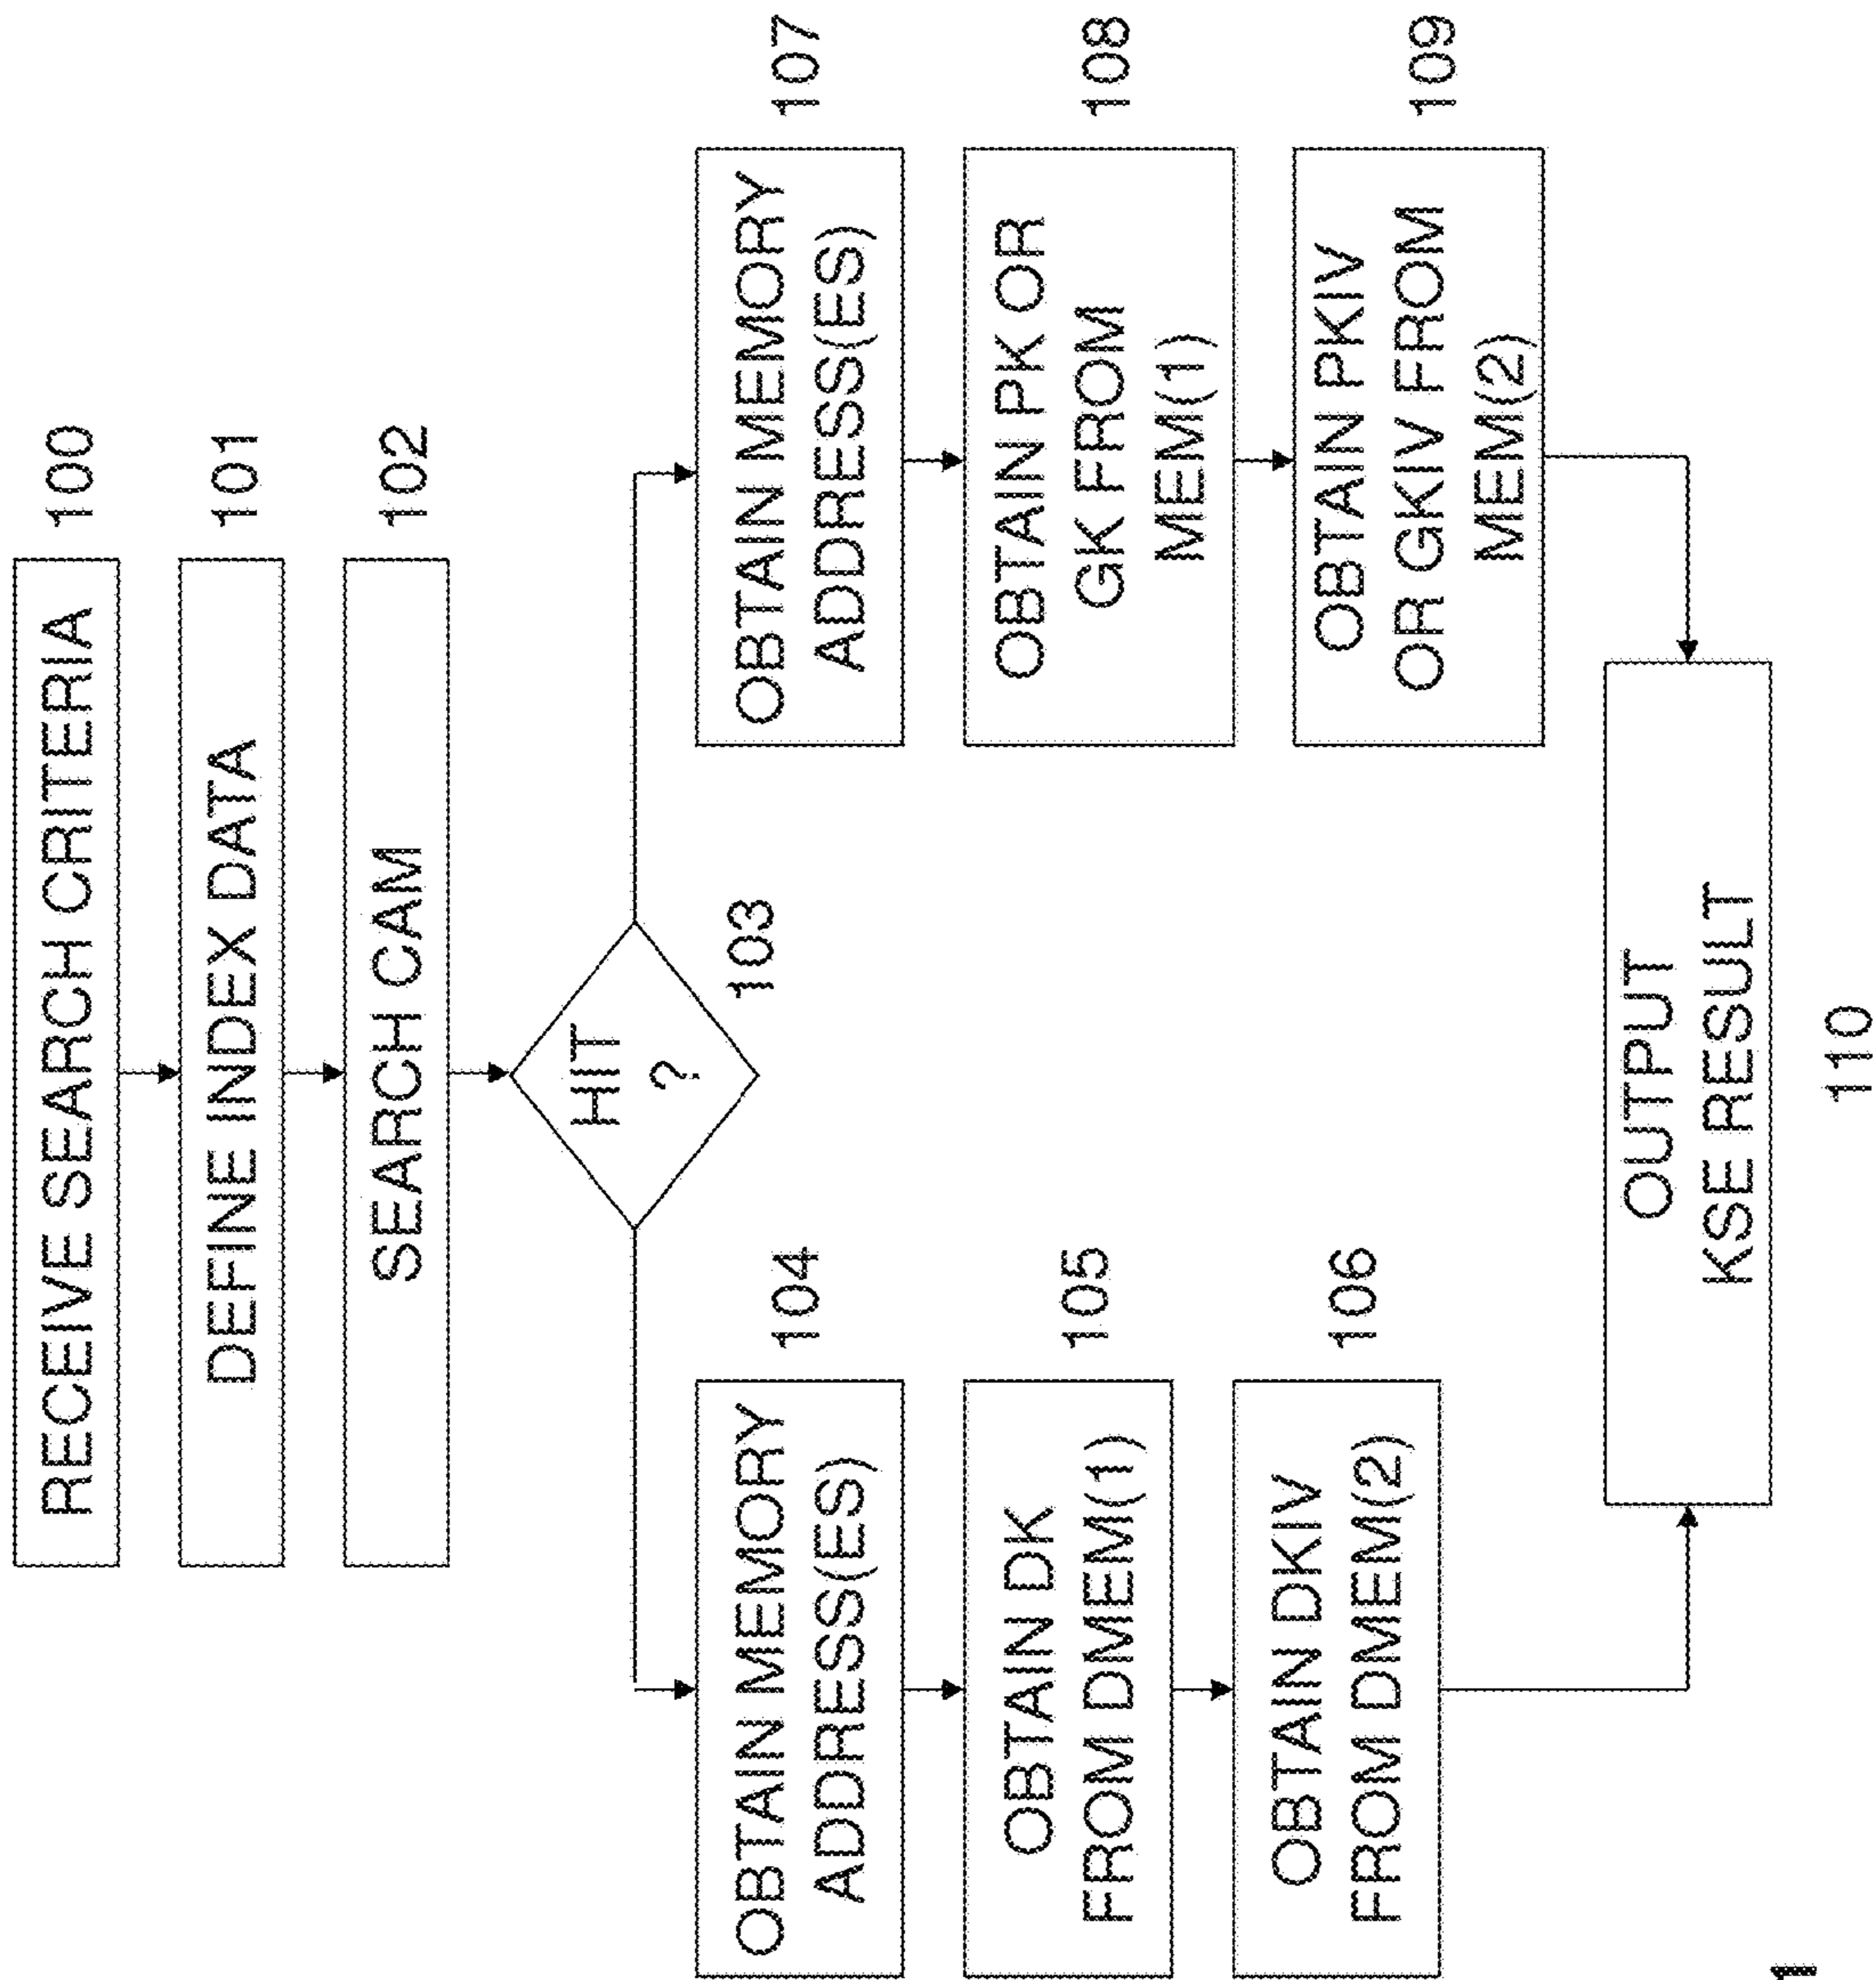 RECEIVE SEARCH CRITERIA
100
DEFINE INDEX DATA
101
SEARCH CAM
102
HIT
?
103
OBTAIN MEMORY
ADDRESS(ES)
104
OBTAIN DK
FROM DMEM(1)
105
OBTAIN DKIV
FROM DMEM(2)
106
OBTAIN MEMORY
ADDRESS(ES)
107
OBTAIN PK OR
GK FROM
MEM(1)
108
OBTAIN PKIV
OR GKIV FROM
MEM(2)
109
OUTPUT
KSE RESULT
110
1